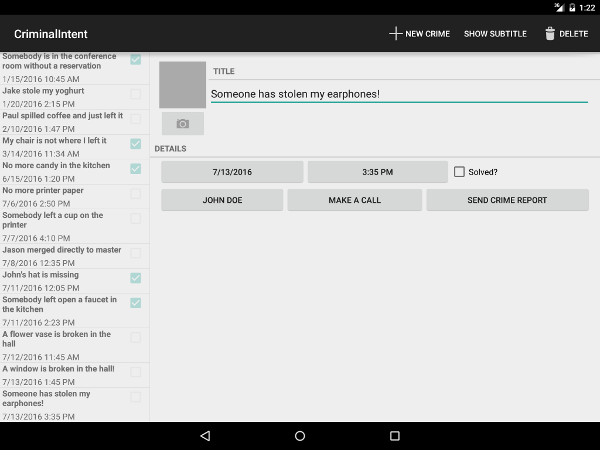 1:22
CriminalIntent
NEW CRIME
SHOW SUBTITLE
DELETE
Somebody is in the conference
room without a reservation
1/15/2016 10:45 AM
Jake stole my yoghurt
1/20/2016 2:15 PM
Paul spilled coffee and just left it
2/10/2016 1:47 PM
My chair is not where I left it
3/14/2016 11:34 AM
No more candy in the kitchen
6/15/2016 1:20 PM
No more printer paper
7/6/2016 2:50 PM
Somebody left a cup on the
printer
7/7/2016 4:10 PM
Jason merged directly to master
7/8/2016 12:35 PM
John's hat is missing
7/11/2016 12:05 PM
Somebody left open a faucet in
the kitchen
7/11/2016 2:23 PM
A flower vase is broken in the
hall
7/12/2016 11:45 AM
A window is broken in the hall!
7/13/2016 1:45 PM
Someone has stolen my
earphones!
7/13/2016 3:35 PM
TITLE
Someone has stolen my earphones!
DETAILS
7/13/2016
3:35 PM
Solved?
JOHN DOE
MAKE A CALL
SEND CRIME REPORT